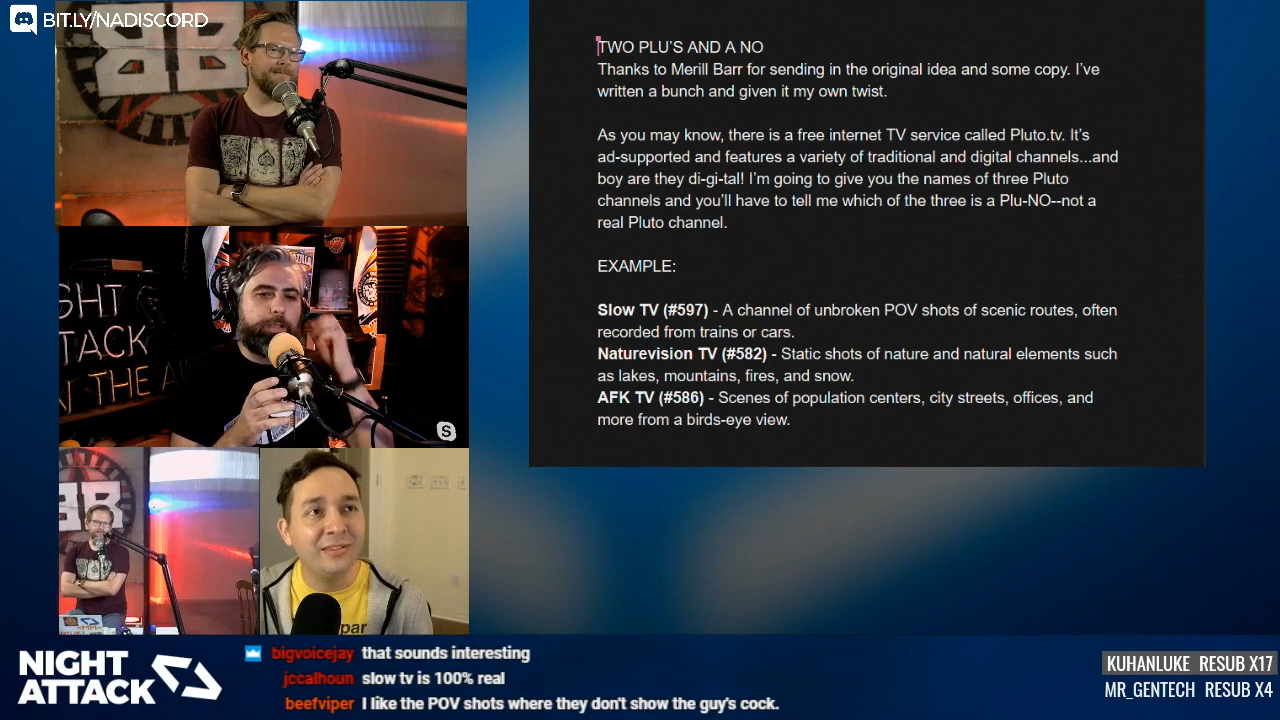 BIT.LY/NADISCORD
TWO PLU'S AND A NO
Thanks to Merill Barr for sending in the original idea and some copy. I've
written a bunch and given it my own twist.
As you may know, there is a free internet TV service called Pluto.tv. It's
ad-supported and features a variety of traditional and digital channels...and
boy are they di-gi-tal! I'm going to give you the names of three Pluto
channels and you'll have to tell me which of the three is a Plu-NO--not a
real Pluto channel.
EXAMPLE:
Slow TV (#597) - A channel of unbroken POV shots of scenic routes, often
recorded from trains or cars.
Naturevision TV (#582) - Static shots of nature and natural elements such
as lakes, mountains, fires, and snow.
AFK TV (#586) - Scenes of population centers, city streets, offices, and
more from a birds-eye view.
GHT
TACK
THE A
S
BB
par
NIGHT
ATTACK
bigvoicejay that sounds interesting
jccalhoun slow tv is 100% real
beefviper I like the POV shots where they don't show the guy's cock.
KUHANLUKE RESUB X17
MR_GENTECH RESUB X4